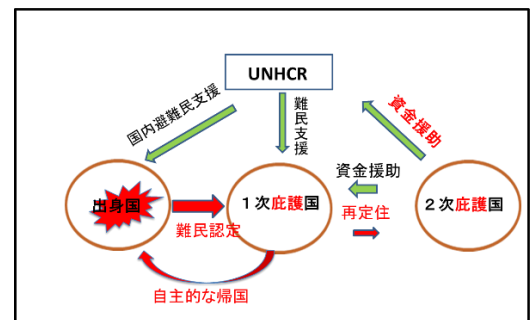 UNHCR
国内避難民支援
難民支援
資金援助
資金援助
出身国
1次庇護国
2次庇護国
難民認定
再定住
自主的な帰国